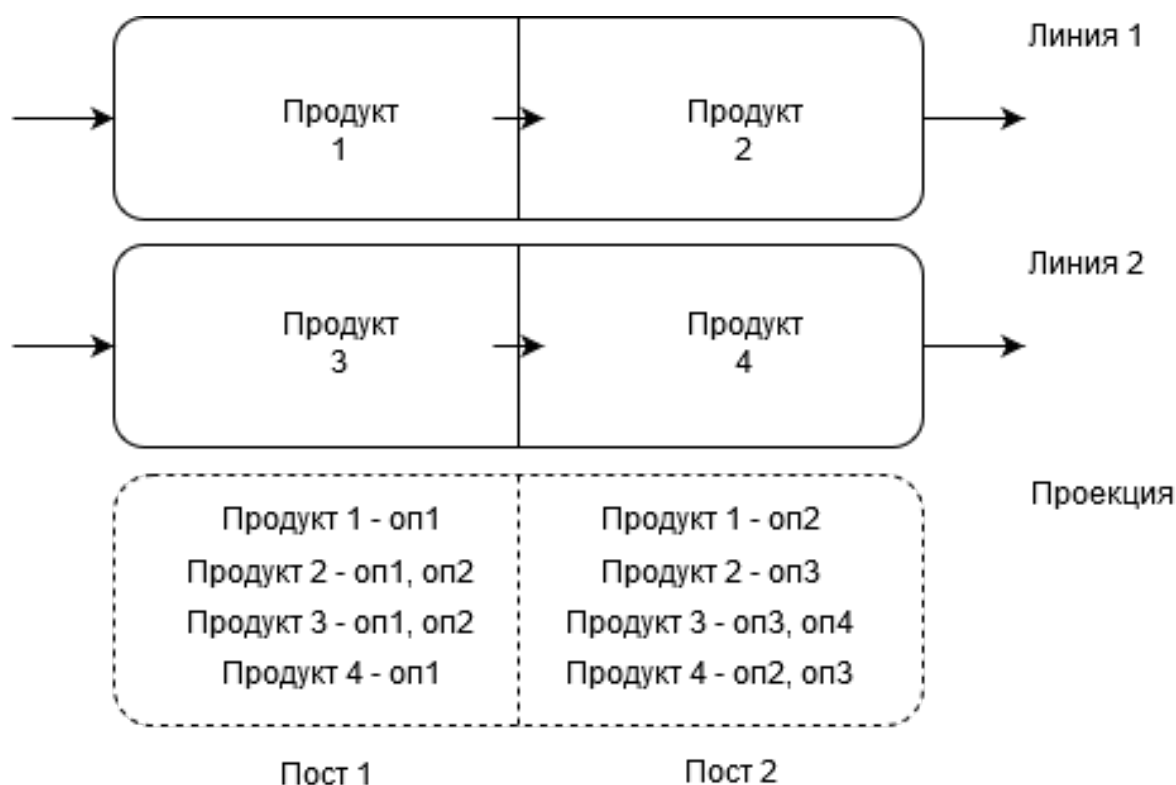 Линия 1
Продукт
1
Продукт
2
Линия 2
Продукт
3
Продукт
4
Проекция
Продукт 1 - оп1
Продукт 2 - оп1, оп2
Продукт 3 - оп1, оп2
Продукт 4 - оп1
Продукт 1 - оп2
Продукт 2 - оп3
Продукт 3 - оп3, оп4
Продукт 4 - оп2, оп3
Пост 1
Пост 2